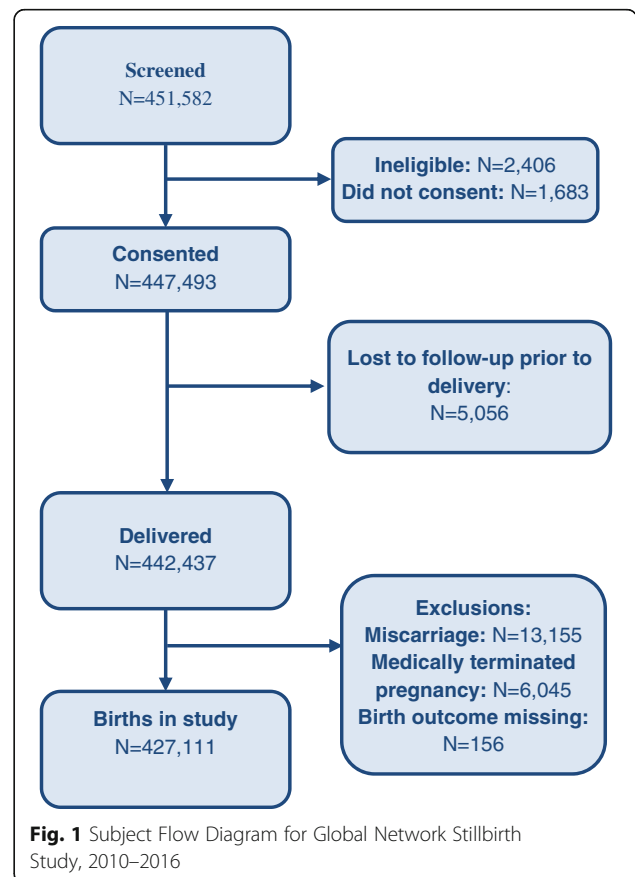 Screened
N=451,582
Ineligible: N=2,406
Did not consent: N=1,683
Consented
N=447,493
Lost to follow-up prior to
delivery:
N=5,056
Delivered
N=442,437
Exclusions:
Miscarriage: N=13,155
Medically terminated
pregnancy: N=6,045
Birth outcome missing:
N=156
Births in study
N=427,111
Fig. 1 Subject Flow Diagram for Global Network Stillbirth
Study, 2010–2016